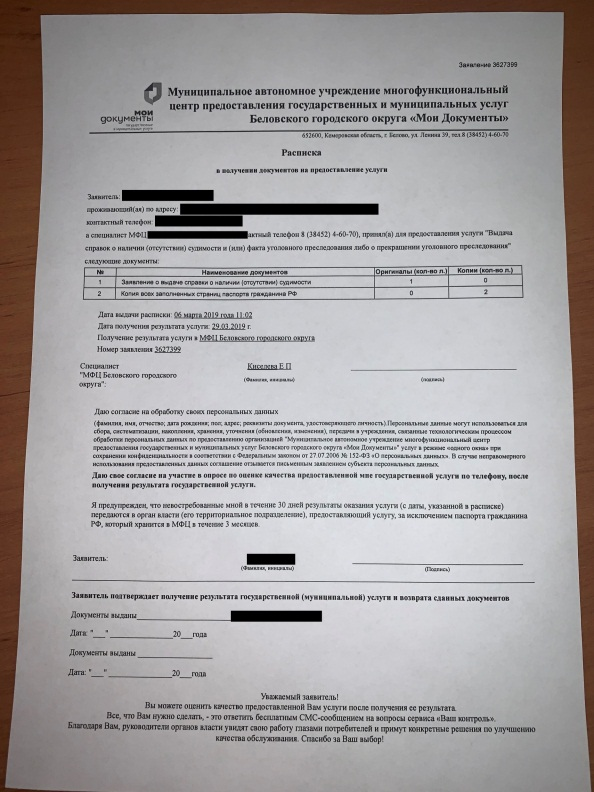 Заявление 3627399
мои
документы
государственные
и муниципальные услуги
Муниципальное автономное учреждение многофункциональный
центр предоставления государственных и муниципальных услуг
Беловского городского округа «Мои Документы»
652600, Кемеровская область, г. Белово, ул. Ленина 39, тел.8 (38452) 4-60-70
Расписка
в получении документов на предоставление услуги
Заявитель:
проживающий(ая) по адресу:
контактный телефон:
а специалист МФЦ актный телефон 8 (38452) 4-60-70), принял(а) для предоставления услуги "Выдача
справок о наличии (отсутствии) судимости и (или) факта уголовного преследования либо о прекращении уголовного преследования"
следующие документы:
№ Наименование документов Оригиналы (кол-во л.) Копии (кол-во л.)
1 Заявление о выдаче справки о наличии (отсутствии) судимости 1 0
2 Копия всех заполненных страниц паспорта гражданина РФ 0 2
Дата выдачи расписки: 06 марта 2019 года 11:02
Дата получения результата услуги: 29.03.2019 г.
Получение результата услуги в МФЦ Беловского городского округа
Номер заявления 3627399
Специалист Киселева Е П
"МФЦ Беловского городского (Фамилия, инициалы) (подпись)
округа":
Даю согласие на обработку своих персональных данных
(фамилия, имя, отчество; дата рождения; пол; адрес; реквизиты документа, удостоверяющего личность).Персональные данные могут использоваться для
сбора, систематизации, накопления, хранения, уточнения (обновления, изменения), передачи в учреждения, связанные технологическим процессом
обработки персональных данных по предоставлению организацией "Муниципальное автономное учреждение многофункциональный центр
предоставления государственных и муниципальных услуг Беловского городского округа «Мои Документы" услуг в режиме «одного окна» при
сохранении конфиденциальности в соответствии с Федеральным законом от 27.07.2006 № 152-ФЗ «О персональных данных». В случае неправомерного
использования предоставленных данных соглашение отзывается письменным заявлением субъекта персональных данных.
Даю свое согласие на участие в опросе по оценке качества предоставленной мне государственной услуги по телефону, после
получения результата государственной услуги.
Я предупрежден, что невостребованные мной в течение 30 дней результаты оказания услуги (с даты, указанной в расписке)
передаются в орган власти (его территориальное подразделение), предоставляющий услугу, за исключением паспорта гражданина
РФ, который хранится в МФЦ в течение 3 месяцев.
Заявитель:
(Фамилия, инициалы) (Подпись)
Заявитель подтверждает получение результата государственной (муниципальной) услуги и возврата сданных документов
Документы выданы
Дата: "___" ______________20___года
Документы выданы
Дата: "___" ______________20___года
Уважаемый заявитель!
Вы можете оценить качество предоставленной Вам услуги после получения ее результата.
Все, что Вам нужно сделать, - это ответить бесплатным СМС-сообщением на вопросы сервиса «Ваш контроль».
Благодаря Вам, руководители органов власти увидят свою работу глазами потребителей и примут конкретные решения по улучшению
качества обслуживания. Спасибо за Ваш выбор!